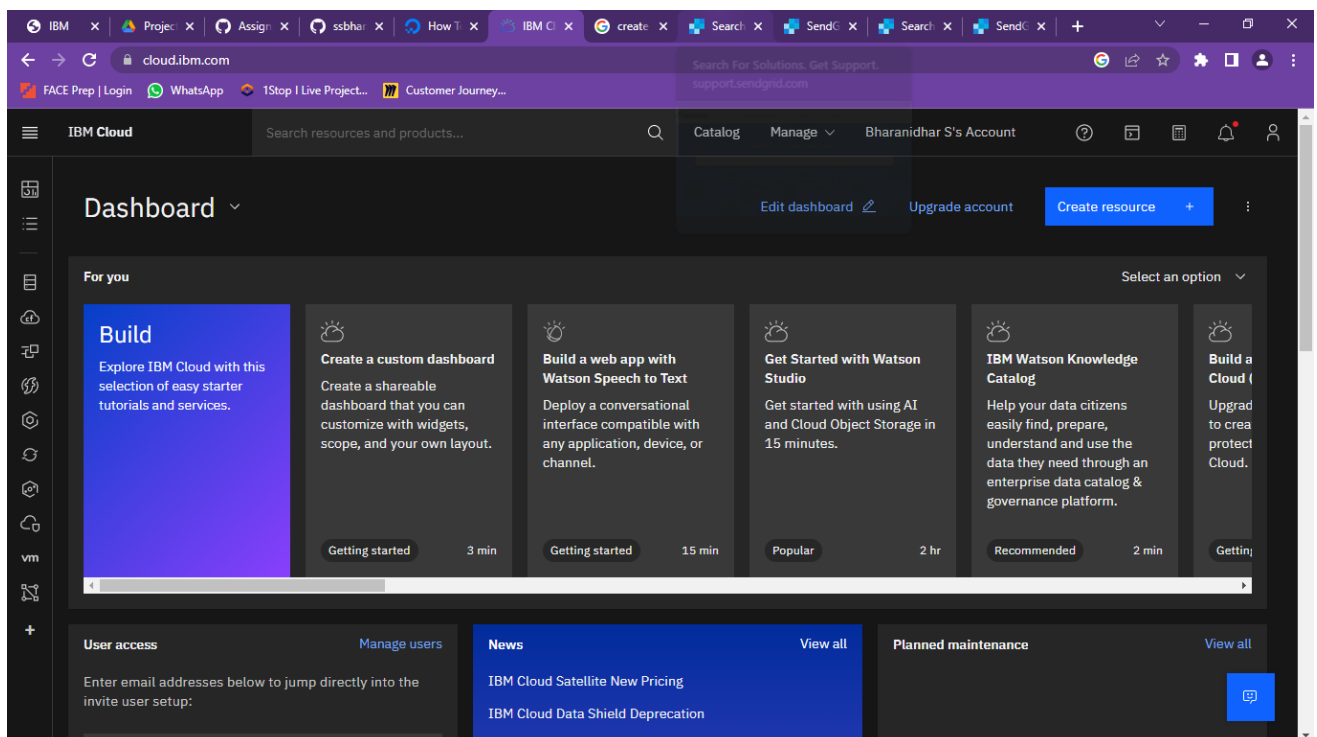 IBM
Projec
Assign
ssbhar
How T
IBM Cl
create
Search
SendG
Search
SendG
cloud.ibm.com
Search For Solutions. Get Support.
support.sendgrid.com
FACE Prep | Login
WhatsApp
1Stop I Live Project...
Customer Journey...
IBM Cloud
Search resources and products...
Catalog
Manage
Bharanidhar S's Account
Dashboard
Edit dashboard
Upgrade account
Create resource +
For you
Select an option
Build
Explore IBM Cloud with this
selection of easy starter
tutorials and services.
Create a custom dashboard
Create a shareable
dashboard that you can
customize with widgets,
scope, and your own layout.
Getting started
3 min
Build a web app with
Watson Speech to Text
Deploy a conversational
interface compatible with
any application, device, or
channel.
Getting started
15 min
Get Started with Watson
Studio
Get started with using AI
and Cloud Object Storage in
15 minutes.
Popular
2 hr
IBM Watson Knowledge
Catalog
Help your data citizens
easily find, prepare,
understand and use the
data they need through an
enterprise data catalog &
governance platform.
Recommended
2 min
Build a
Cloud (
Upgrad
to crea
protect
Cloud.
Getting
vm
User access
Manage users
Enter email addresses below to jump directly into the
invite user setup:
News
View all
IBM Cloud Satellite New Pricing
IBM Cloud Data Shield Deprecation
Planned maintenance
View all